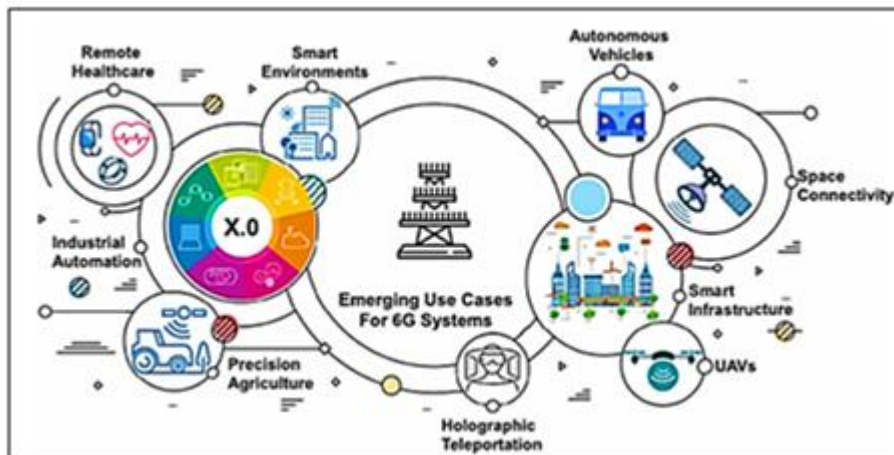 Remote
Healthcare
Smart
Environments
Autonomous
Vehicles
Space
Connectivity
X.0
Industrial
Automation
Emerging Use Cases
For 6G Systems
Smart
Infrastructure
Precision
Agriculture
UAVs
Holographic
Teleportation